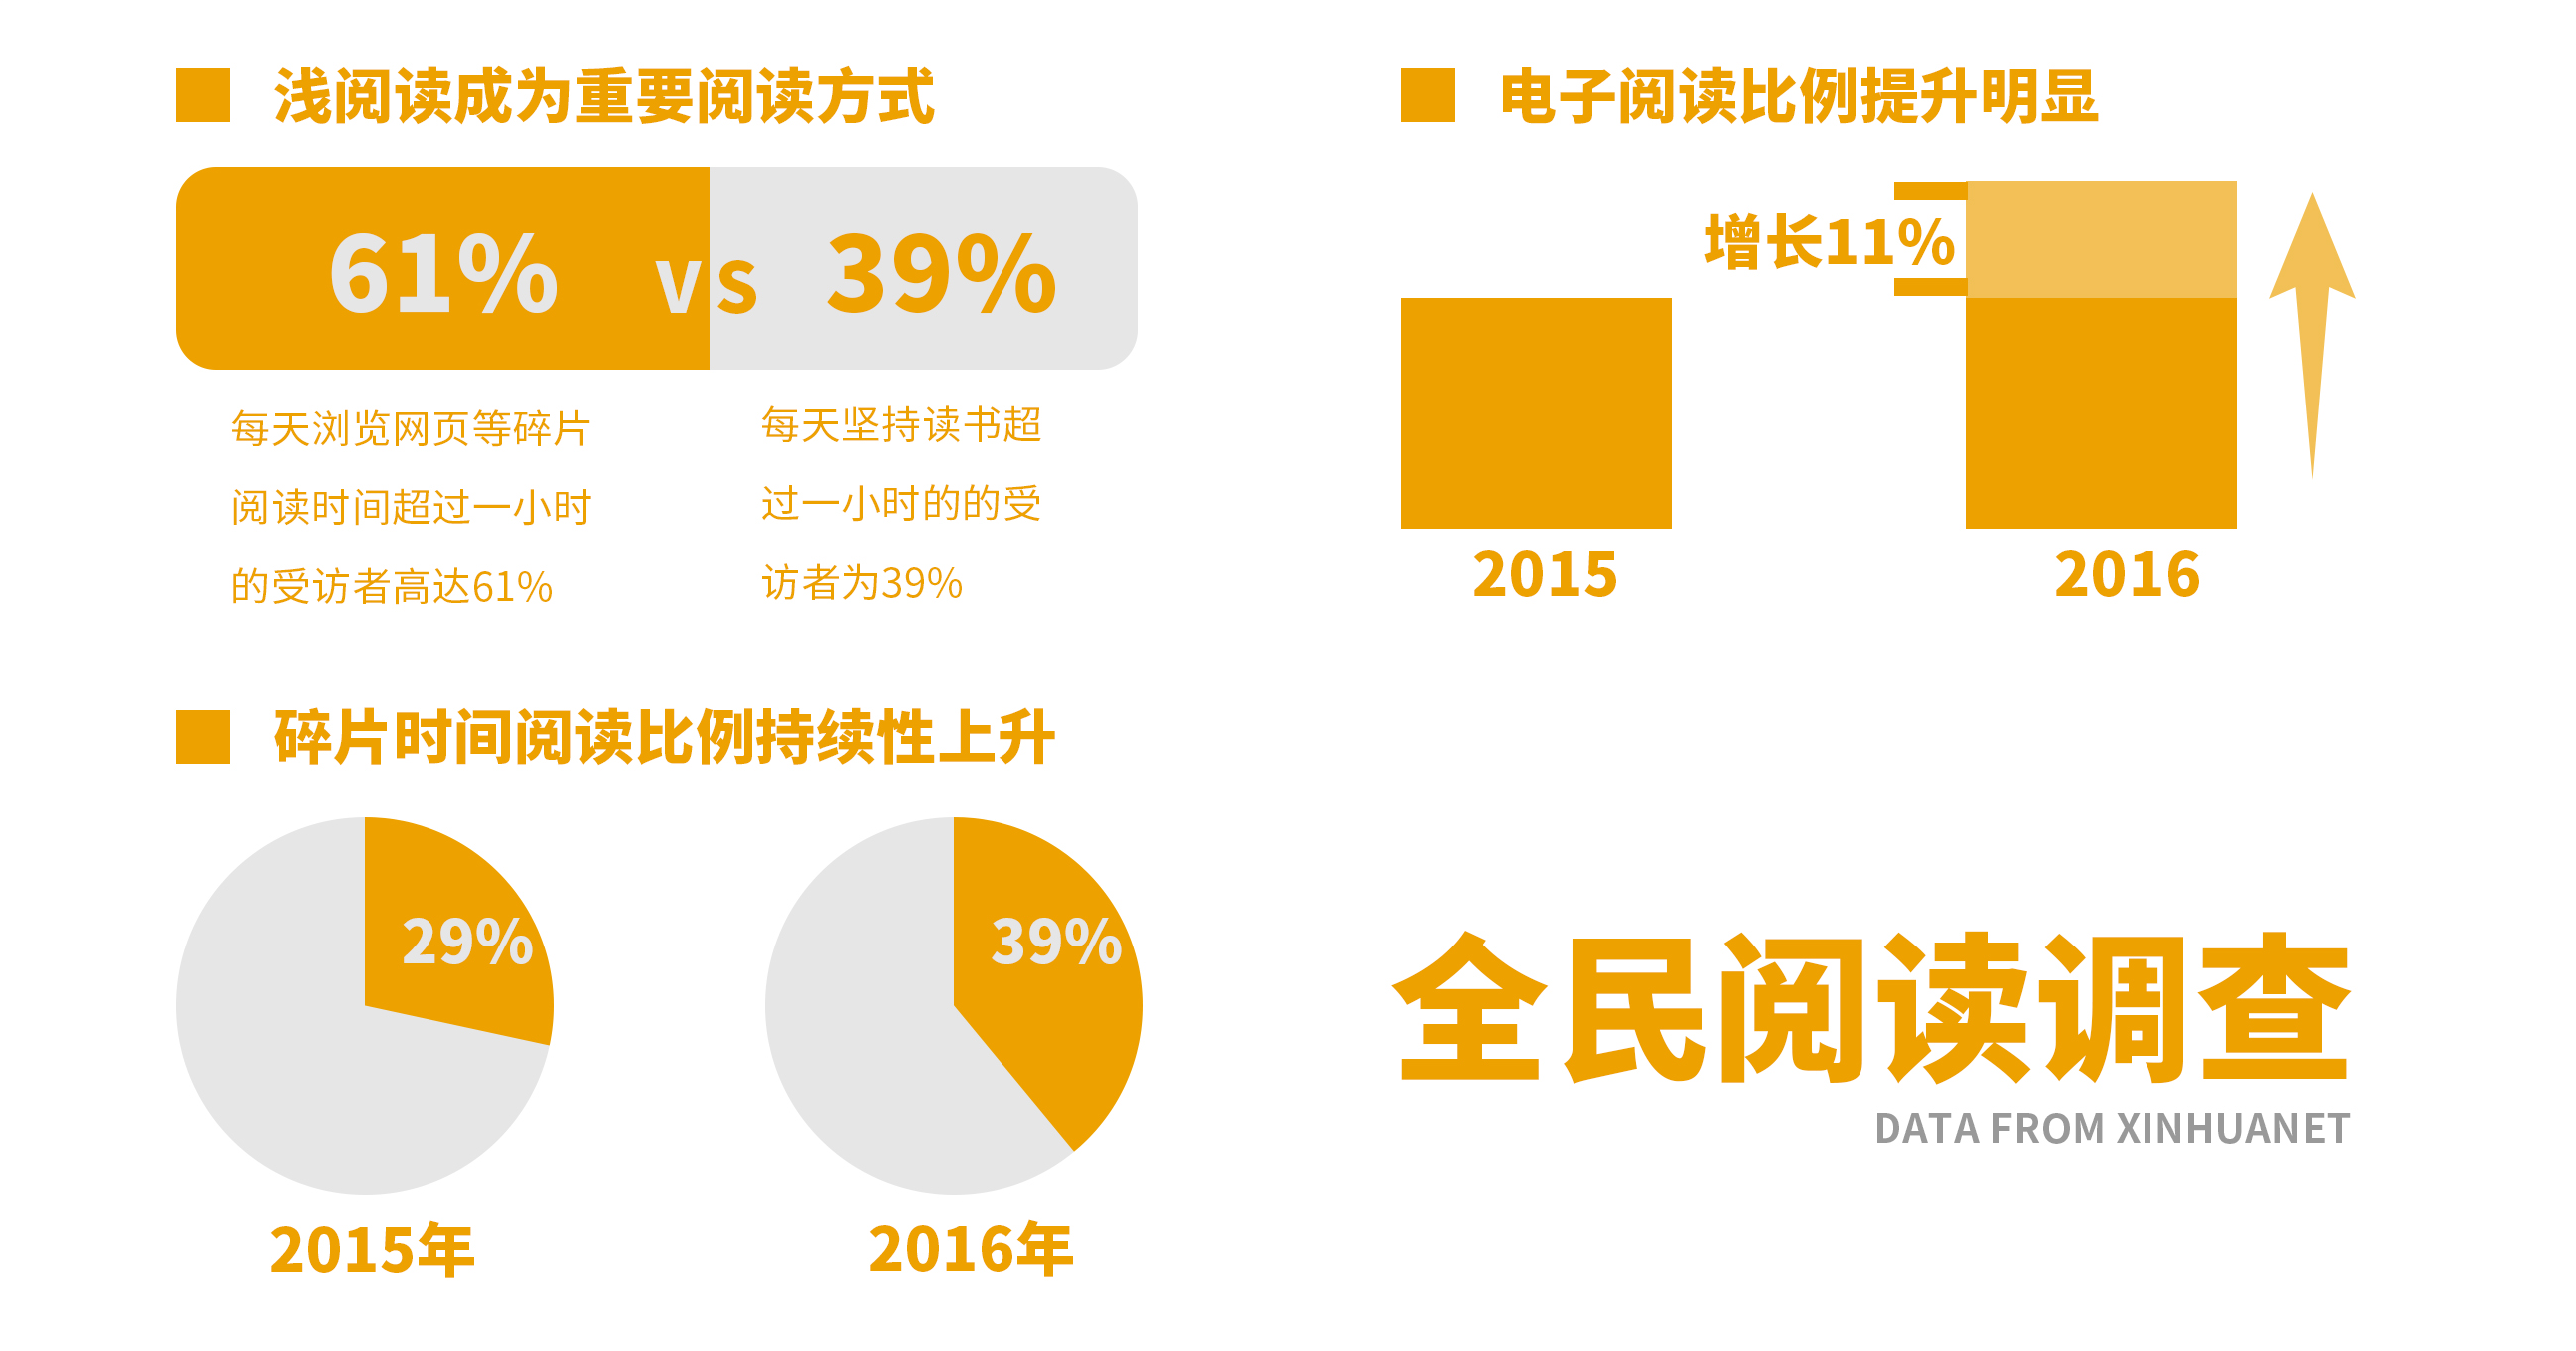 浅阅读成为重要阅读方式
61% VS 39%
每天浏览网页等碎片
阅读时间超过一小时
的受访者高达61%
每天坚持读书超
过一小时的的受
访者为39%
电子阅读比例提升明显
增长11%
2015
2016
碎片时间阅读比例持续性上升
29%
39%
2015年
2016年
全民阅读调查
DATA FROM XINHUANET